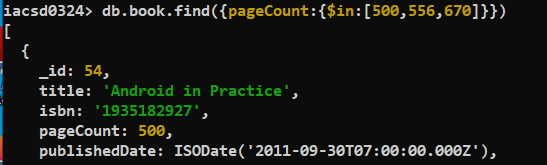 iacsd0324> db.book.find({pageCount:{$in:[500,556,670]}})
[
  {
    _id: 54,
    title: 'Android in Practice',
    isbn: '1935182927',
    pageCount: 500,
    publishedDate: ISODate('2011-09-30T07:00:00.000Z'),